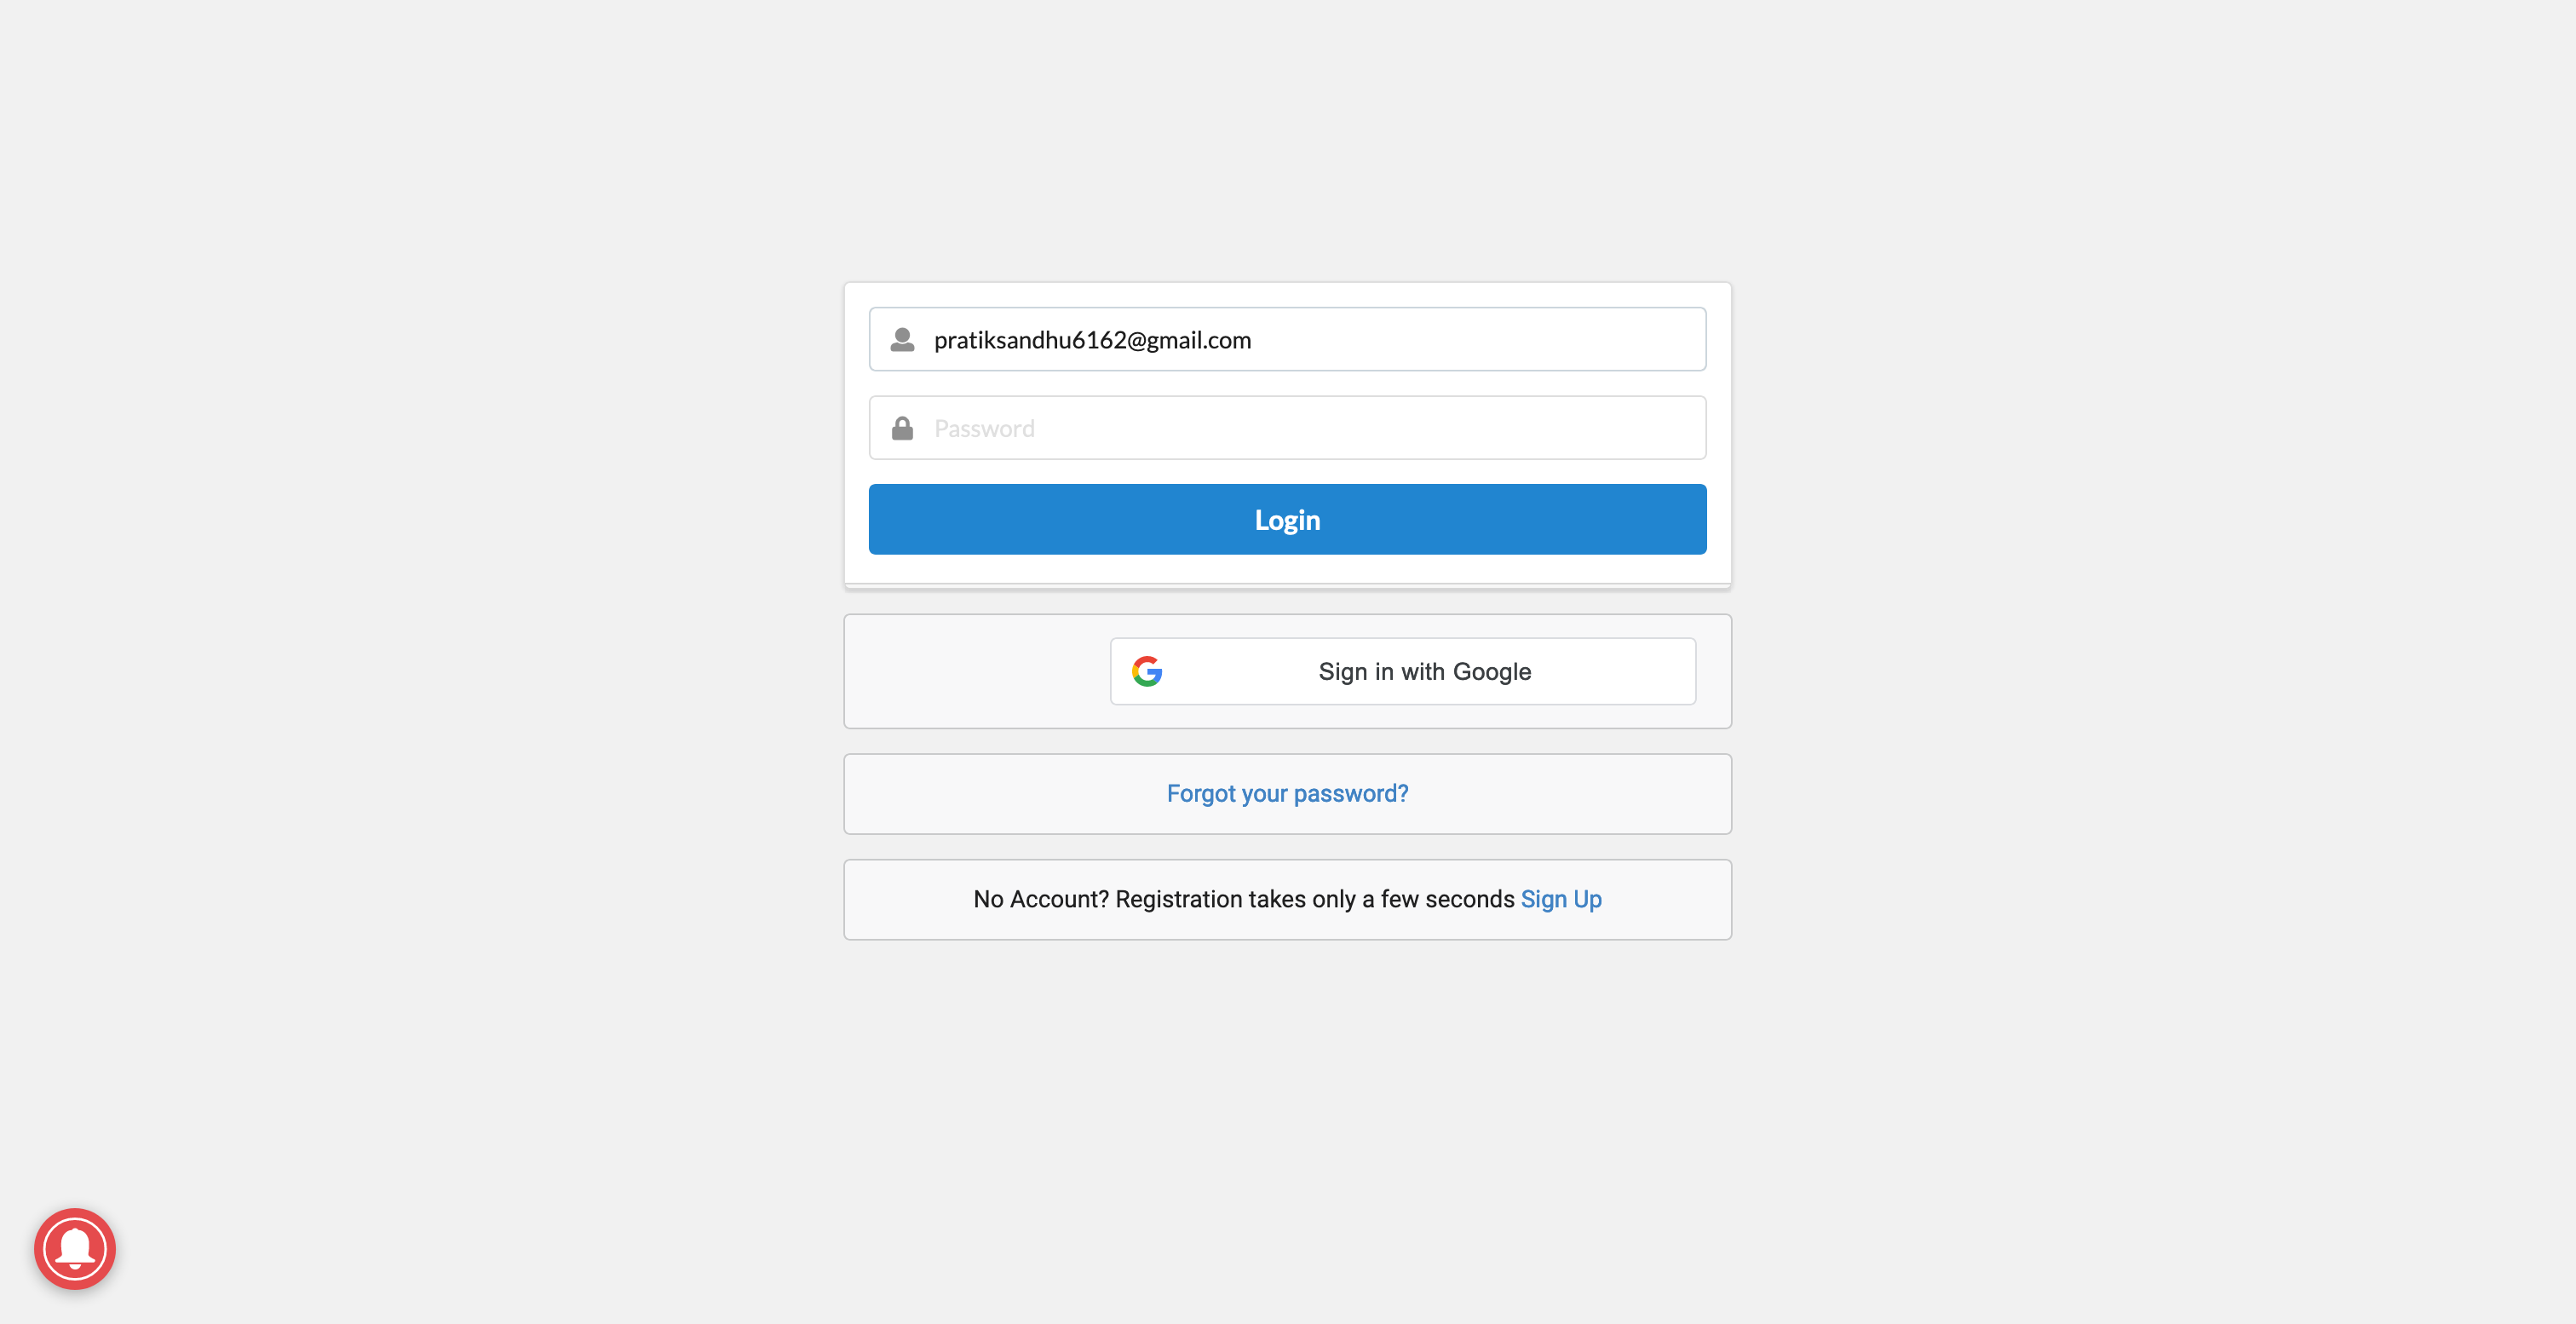 pratiksandhu6162@gmail.com
Password
Login
Sign in with Google
Forgot your password?
No Account? Registration takes only a few seconds Sign Up